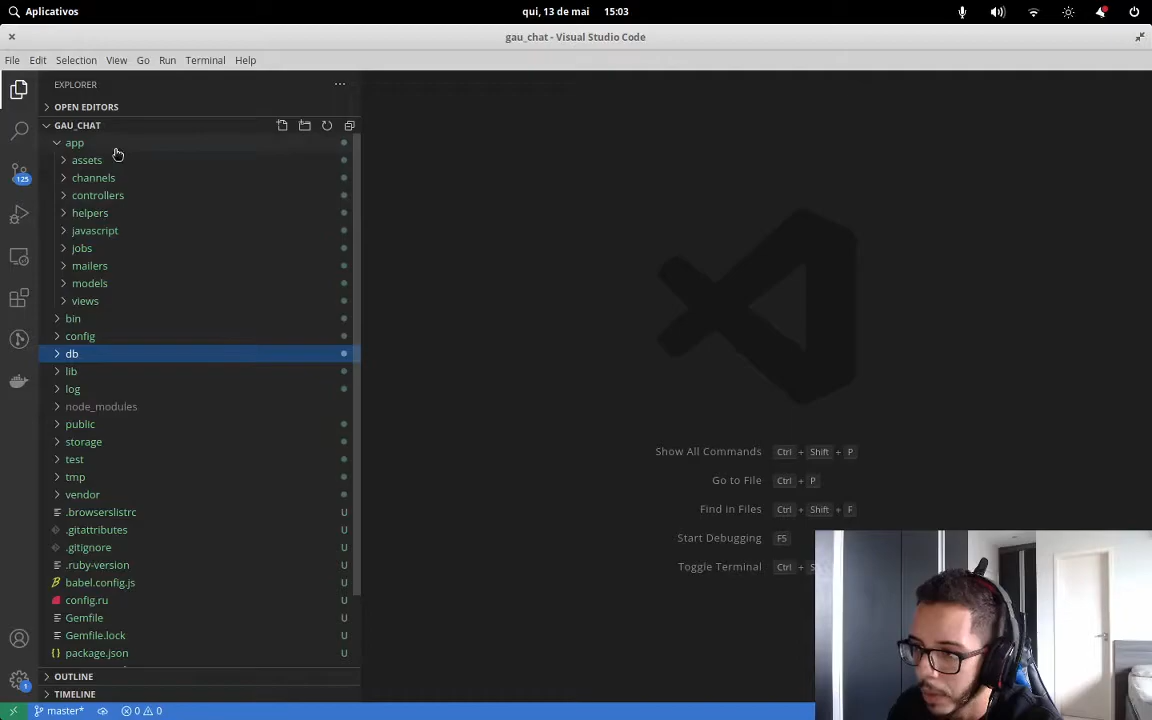 Aplicativos
qui, 13 de mai 15:03
gau_chat - Visual Studio Code
File Edit Selection View Go Run Terminal Help
EXPLORER
OPEN EDITORS
GAU_CHAT
app
assets
channels
125
controllers
helpers
javascript
jobs
mailers
models
views
bin
config
db
lib
log
node_modules
public
storage
test
tmp
vendor
.browserslistrc U
.gitattributes U
.gitignore U
.ruby-version U
babel.config.js U
config.ru U
Gemfile U
Gemfile.lock U
package.json U
OUTLINE
1
TIMELINE
Show All Commands Ctrl + Shift + P
Go to File Ctrl + P
Find in Files Ctrl + Shift + F
Start Debugging F5
Toggle Terminal Ctrl +
master* 0 0